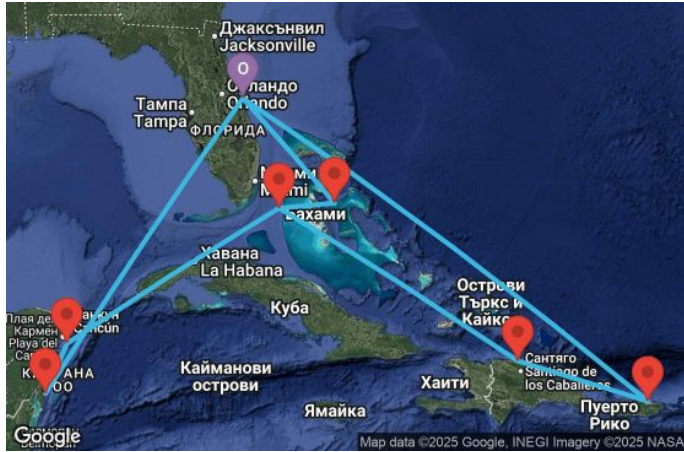 Джаксънвил
Jacksonville
O
Орландо
Orlando
Тампа
Tampa
ФЛОРИДА
Miami
Бахами
Хавана
La Habana
Острови
Търкс и
Кайкос
Куба
Плая дел
Кармен
Playa del
Cancún
Кайманови
острови
Хаити
Сантяго
Santiago de
los Caballeros
Ямайка
Пуерто
Рико
Google
Map data ©2025 Google, INEGI Imagery ©2025 NASA